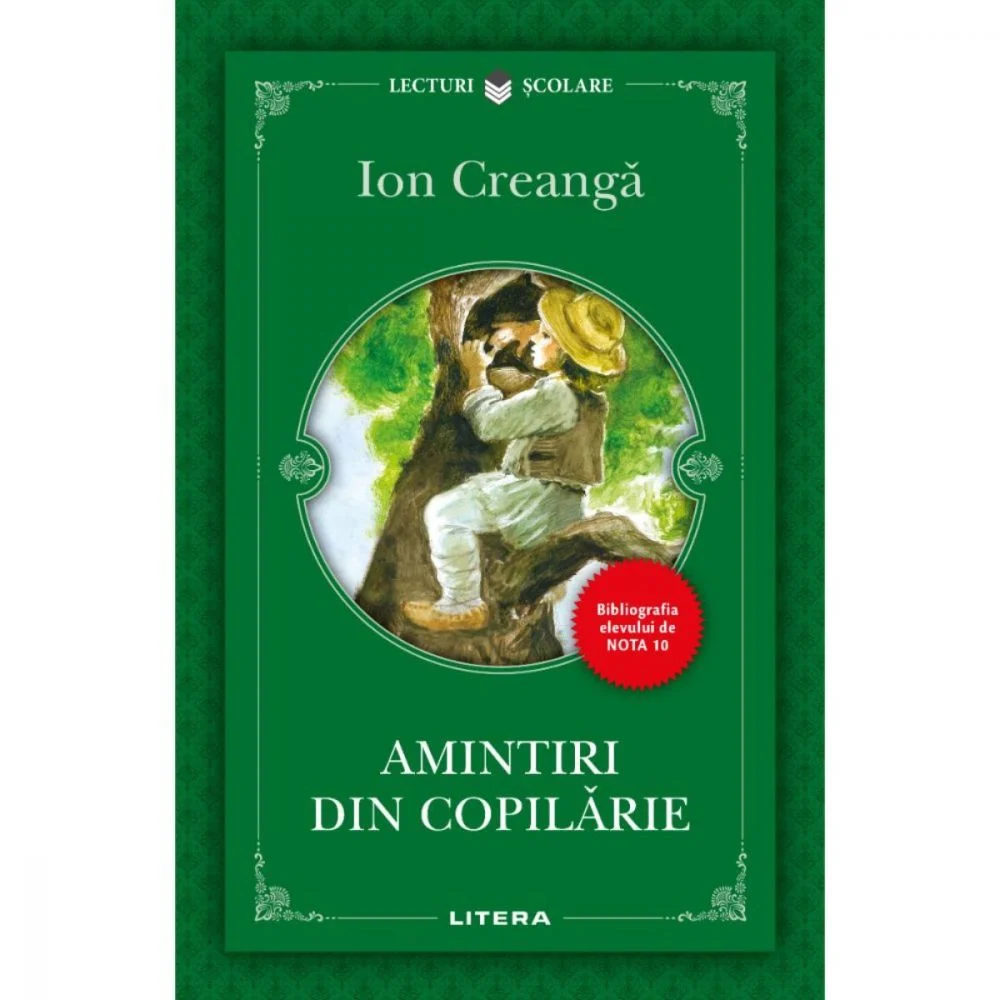 LECTURI ȘCOLARE
Ion Creangă
Bibliografia
elevului de
NOTA 10
AMINTIRI
DIN COPILĂRIE
LITERA